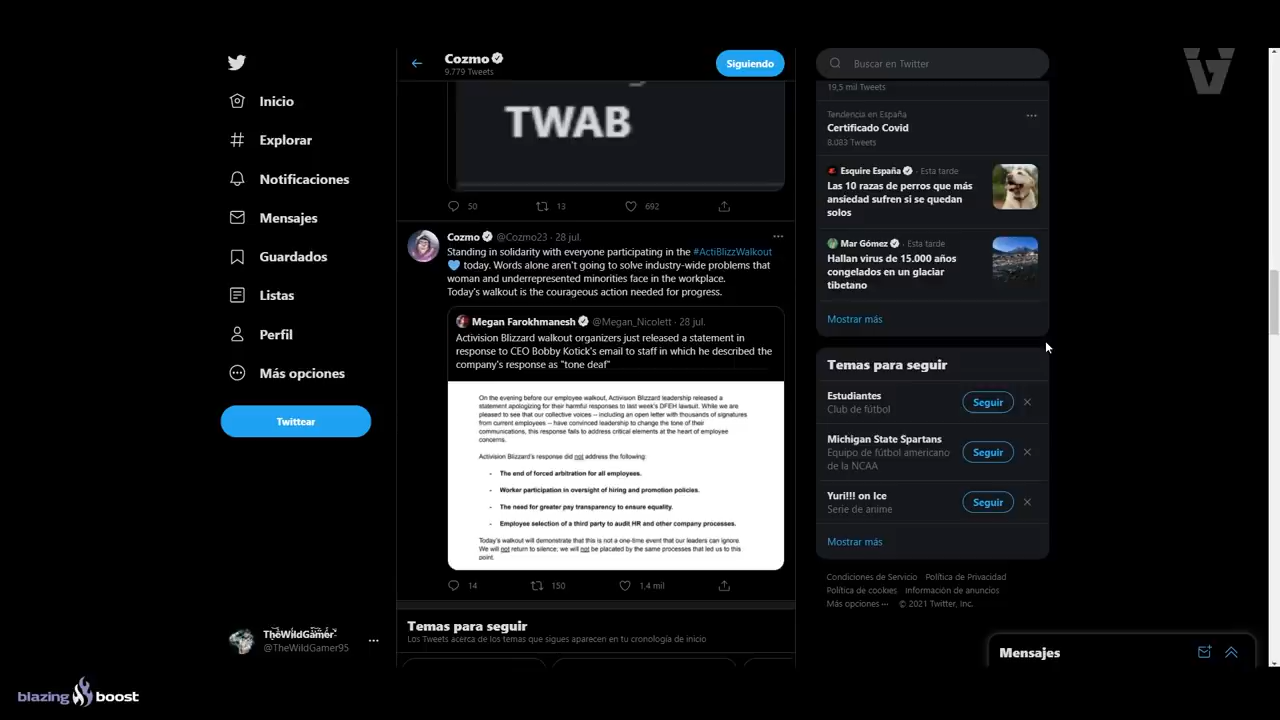 Inicio
Explorar
Notificaciones
Mensajes
Guardados
Listas
Perfil
Más opciones
Twittear
TheWildGamer
@TheWildGamer95
blazing boost
Cozmo
9.779 Tweets
Siguiendo
TWAB
50
13
692
Cozmo @Cozmo23 · 28 jul.
Standing in solidarity with everyone participating in the #ActiBlizzWalkout
today. Words alone aren't going to solve industry-wide problems that
woman and underrepresented minorities face in the workplace.
Today's walkout is the courageous action needed for progress.
Megan Farokhmanesh @Megan_Nicolett · 28 jul.
Activision Blizzard walkout organizers just released a statement in
response to CEO Bobby Kotick's email to staff in which he described the
company's response as "tone deaf"
On the evening before our employee walkout, Activision Blizzard leadership released a
statement apologizing for their harmful responses to last week's DFEH lawsuit. While we are
pleased to see that our collective voices -- including an open letter with thousands of signatures
from current employees -- have convinced leadership to change the tone of their
communications, this response fails to address critical elements at the heart of employee
concerns.
Activision Blizzard's response did not address the following:
- The end of forced arbitration for all employees.
- Worker participation in oversight of hiring and promotion policies.
- The need for greater pay transparency to ensure equality.
- Employee selection of a third party to audit HR and other company processes.
Today's walkout will demonstrate that this is not a one-time event that our leaders can ignore.
We will not return to silence; we will not be placated by the same processes that led us to this
point.
14
150
1,4 mil
Temas para seguir
Los Tweets acerca de los temas que sigues aparecen en tu cronología de inicio
Buscar en Twitter
19,5 mil Tweets
Tendencia en España
Certificado Covid
8.083 Tweets
Esquire España · Esta tarde
Las 10 razas de perros que más
ansiedad sufren si se quedan
solos
Mar Gómez · Esta tarde
Hallan virus de 15.000 años
congelados en un glaciar
tibetano
Mostrar más
Temas para seguir
Estudiantes
Club de fútbol
Seguir
Michigan State Spartans
Equipo de fútbol americano
de la NCAA
Seguir
Yuri!!! on Ice
Serie de anime
Seguir
Mostrar más
Condiciones de Servicio Política de Privacidad
Política de cookies Información de anuncios
Más opciones ··· © 2021 Twitter, Inc.
Mensajes